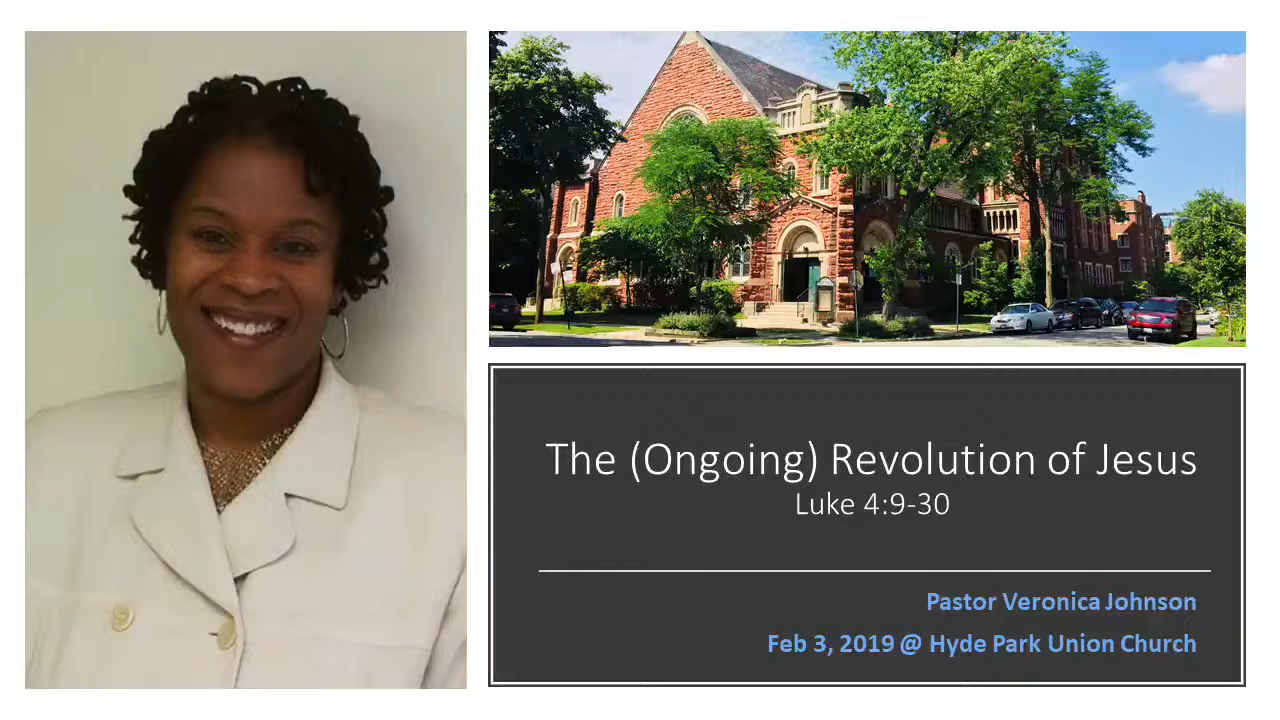 The (Ongoing) Revolution of Jesus
Luke 4:9-30
Pastor Veronica Johnson
Feb 3, 2019 @ Hyde Park Union Church